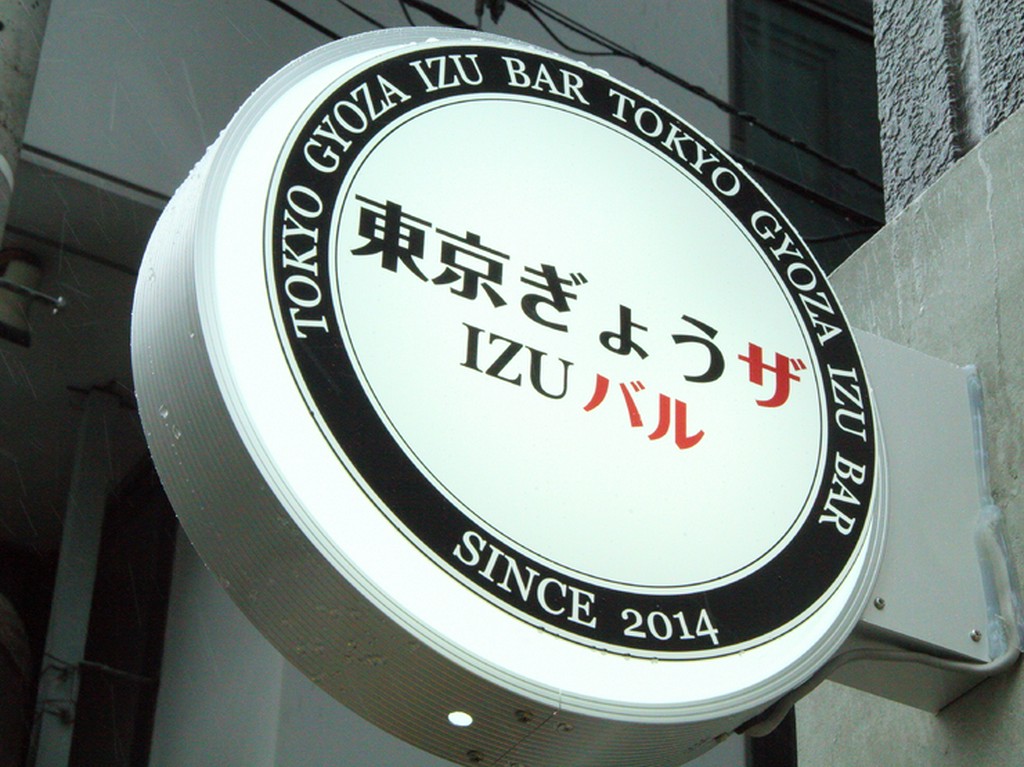 TOKYO GYOZA IZU BAR TOKYO GYOZA IZU BAR
東京ぎょうザ
IZU バル
SINCE 2014